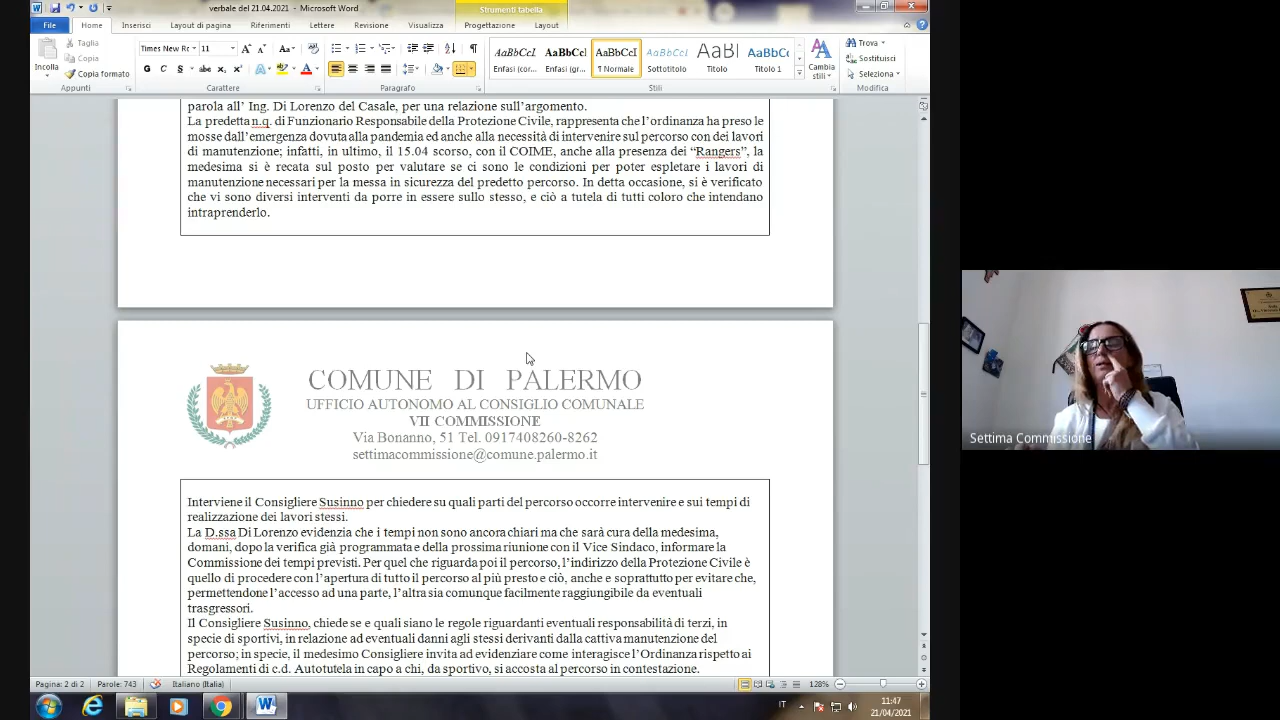 verbale del 21.04.2021 - Microsoft Word
Strumenti tabella
File Home Inserisci Layout di pagina Riferimenti Lettere Revisione Visualizza Progettazione Layout
Incolla
Taglia
Copia
Copia formato
Appunti
Times New Ro 11
G C S abc x₂ x²
Carattere
Paragrafo
AaBbCcI AaBbCcl AaBbCcI AaBbCcI AaBl AaBbCc
Enfasi (cor... Enfasi (gr... ¶ Normale Sottotitolo Titolo Titolo 1
Stili
Cambia stili
Trova
Sostituisci
Seleziona
Modifica
parola all' Ing. Di Lorenzo del Casale, per una relazione sull'argomento.
La predetta n.q. di Funzionario Responsabile della Protezione Civile, rappresenta che l'ordinanza ha preso le
mosse dall'emergenza dovuta alla pandemia ed anche alla necessità di intervenire sul percorso con dei lavori
di manutenzione; infatti, in ultimo, il 15.04 scorso, con il COIME, anche alla presenza dei “Rangers”, la
medesima si è recata sul posto per valutare se ci sono le condizioni per poter espletare i lavori di
manutenzione necessari per la messa in sicurezza del predetto percorso. In detta occasione, si è verificato
che vi sono diversi interventi da porre in essere sullo stesso, e ciò a tutela di tutti coloro che intendano
intraprenderlo.
COMUNE DI PALERMO
UFFICIO AUTONOMO AL CONSIGLIO COMUNALE
VII COMMISSIONE
Via Bonanno, 51 Tel. 0917408260-8262
settimacommissione@comune.palermo.it
Interviene il Consigliere Susinno per chiedere su quali parti del percorso occorre intervenire e sui tempi di
realizzazione dei lavori stessi.
La D.ssa Di Lorenzo evidenzia che i tempi non sono ancora chiari ma che sarà cura della medesima,
domani, dopo la verifica già programmata e della prossima riunione con il Vice Sindaco, informare la
Commissione dei tempi previsti. Per quel che riguarda poi il percorso, l'indirizzo della Protezione Civile è
quello di procedere con l'apertura di tutto il percorso al più presto e ciò, anche e soprattutto per evitare che,
permettendone l'accesso ad una parte, l'altra sia comunque facilmente raggiungibile da eventuali
trasgressori.
Il Consigliere Susinno, chiede se e quali siano le regole riguardanti eventuali responsabilità di terzi, in
specie di sportivi, in relazione ad eventuali danni agli stessi derivanti dalla cattiva manutenzione del
percorso; in specie, il medesimo Consigliere invita ad evidenziare come interagisce l'Ordinanza rispetto ai
Regolamenti di c.d. Autotutela in capo a chi, da sportivo, si accosta al percorso in contestazione.
Settima Commissione
Pagina: 2 di 2 Parole: 743 Italiano (Italia) 128%
IT 11:47
21/04/2021